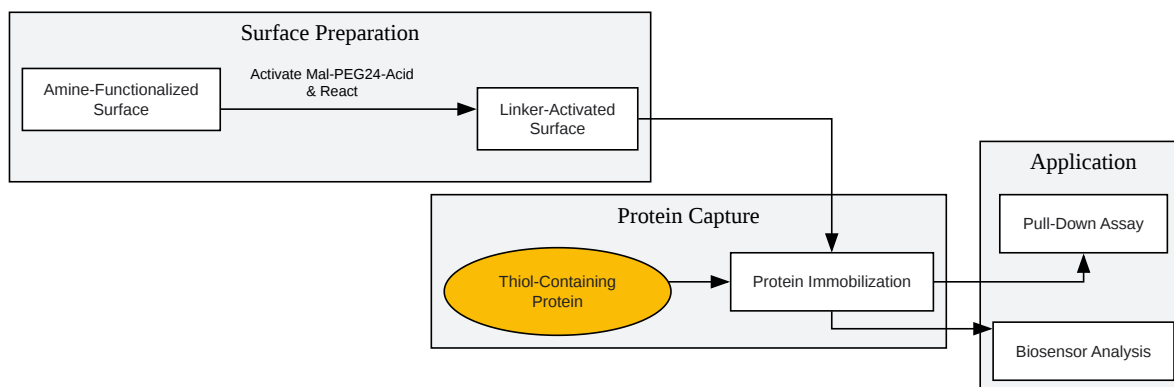 Surface Preparation
Amine-Functionalized
Surface
Activate Mal-PEG24-Acid
& React
Linker-Activated
Surface
Protein Capture
Thiol-Containing
Protein
Protein Immobilization
Application
Pull-Down Assay
Biosensor Analysis